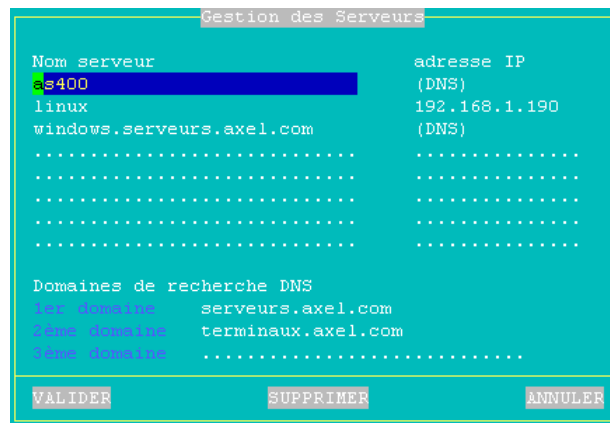 Gestion des Serveurs
Nom serveur adresse IP
as400 (DNS)
linux 192.168.1.190
windows.serveurs.axel.com (DNS)
............................. ...............
............................. ...............
............................. ...............
............................. ...............
............................. ...............
Domaines de recherche DNS
1er domaine serveurs.axel.com
2ème domaine terminaux.axel.com
3ème domaine .............................
VALIDER SUPPRIMER ANNULER